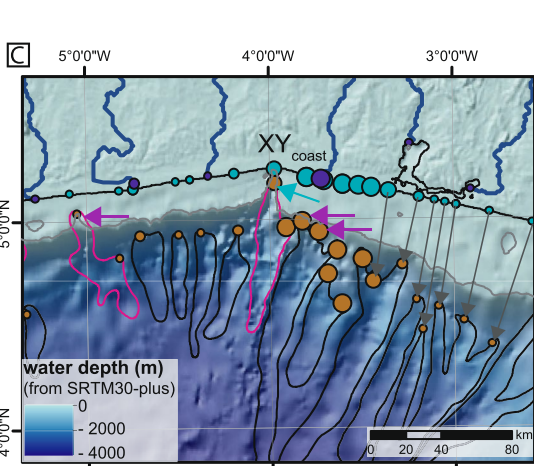 C
5°0'0"W
4°0'0"W
3°0'0"W
XY coast
5°0'0"N
4°0'0"N
water depth (m)
(from SRTM30-plus)
0
- 2000
- 4000
km
0 20 40 80